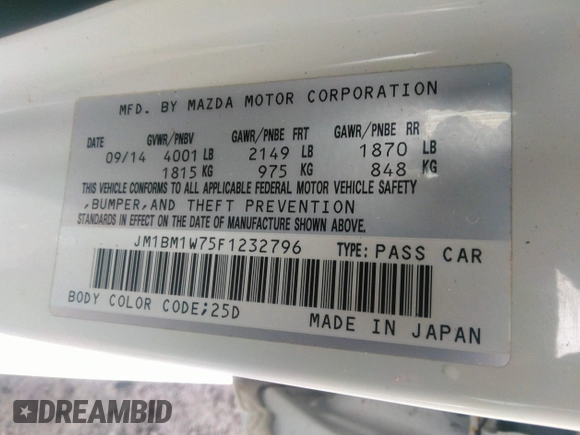 MFD. BY MAZDA MOTOR CORPORATION
DATE GVWR/PNBV GAWR/PNBE FRT GAWR/PNBE RR
09/14 4001 LB 2149 LB 1870 LB
1815 KG 975 KG 848 KG
THIS VEHICLE CONFORMS TO ALL APPLICABLE FEDERAL MOTOR VEHICLE SAFETY
,BUMPER,AND THEFT PREVENTION
STANDARDS IN EFFECT ON THE DATE OF MANUFACTURE SHOWN ABOVE.
JM1BM1W75F1232796 TYPE: PASS CAR
BODY COLOR CODE;25D
MADE IN JAPAN
DREAMBID